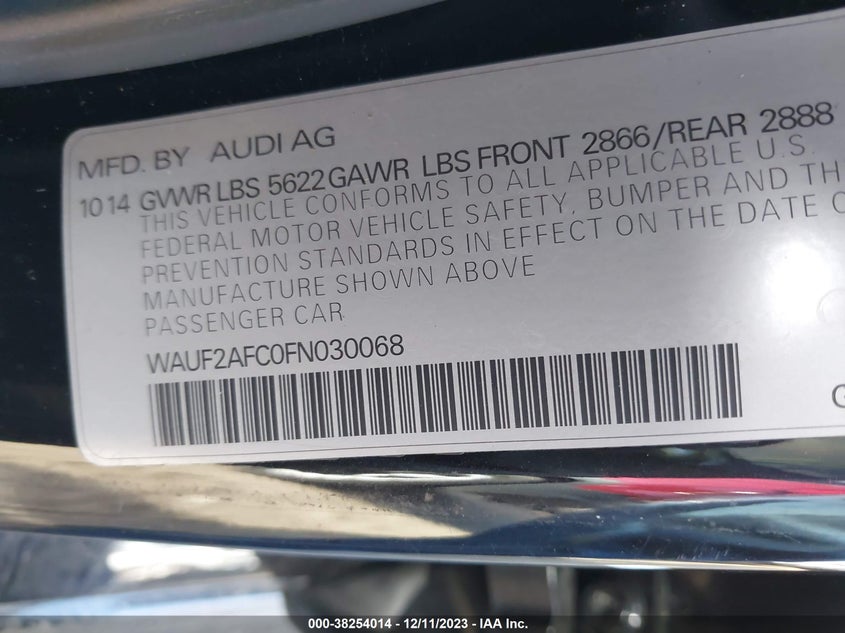 MFD. BY AUDI AG
10 14 GVWR LBS 5622 GAWR LBS FRONT 2866/REAR 2888
THIS VEHICLE CONFORMS TO ALL APPLICABLE U.S.
FEDERAL MOTOR VEHICLE SAFETY, BUMPER AND TH
PREVENTION STANDARDS IN EFFECT ON THE DATE O
MANUFACTURE SHOWN ABOVE
PASSENGER CAR
WAUF2AFC0FN030068
000-38254014 - 12/11/2023 - IAA Inc.